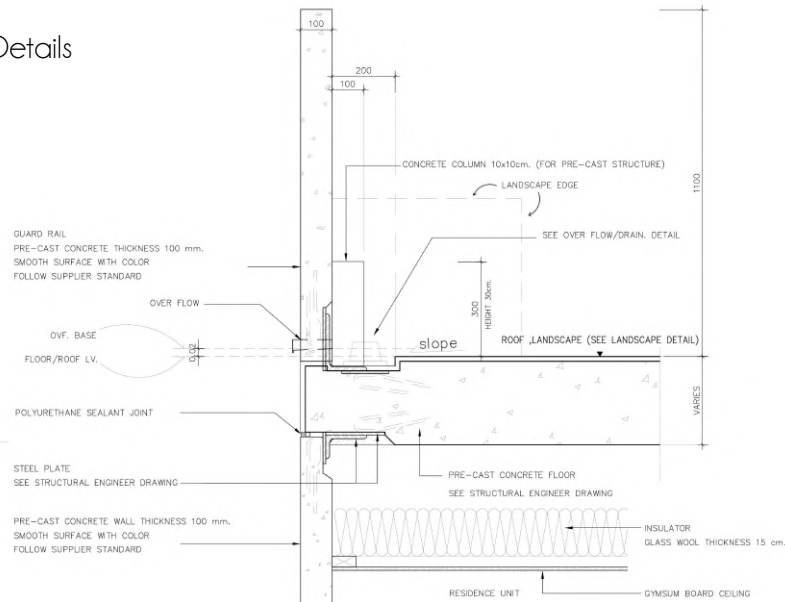 Details
100
200
100
CONCRETE COLUMN 10x10cm. (FOR PRE-CAST STRUCTURE)
LANDSCAPE EDGE
1100
GUARD RAIL
PRE-CAST CONCRETE THICKNESS 100 mm.
SMOOTH SURFACE WITH COLOR
FOLLOW SUPPLIER STANDARD
SEE OVER FLOW/DRAIN. DETAIL
300
HEIGHT 30cm.
OVER FLOW
OVF. BASE
0.02
slope
ROOF ,LANDSCAPE (SEE LANDSCAPE DETAIL)
FLOOR/ROOF LV.
VARIES
POLYURETHANE SEALANT JOINT
STEEL PLATE
SEE STRUCTURAL ENGINEER DRAWING
PRE-CAST CONCRETE FLOOR
SEE STRUCTURAL ENGINEER DRAWING
PRE-CAST CONCRETE WALL THICKNESS 100 mm.
SMOOTH SURFACE WITH COLOR
FOLLOW SUPPLIER STANDARD
INSULATOR
GLASS WOOL THICKNESS 15 cm.
RESIDENCE UNIT
GYMSUM BOARD CEILING